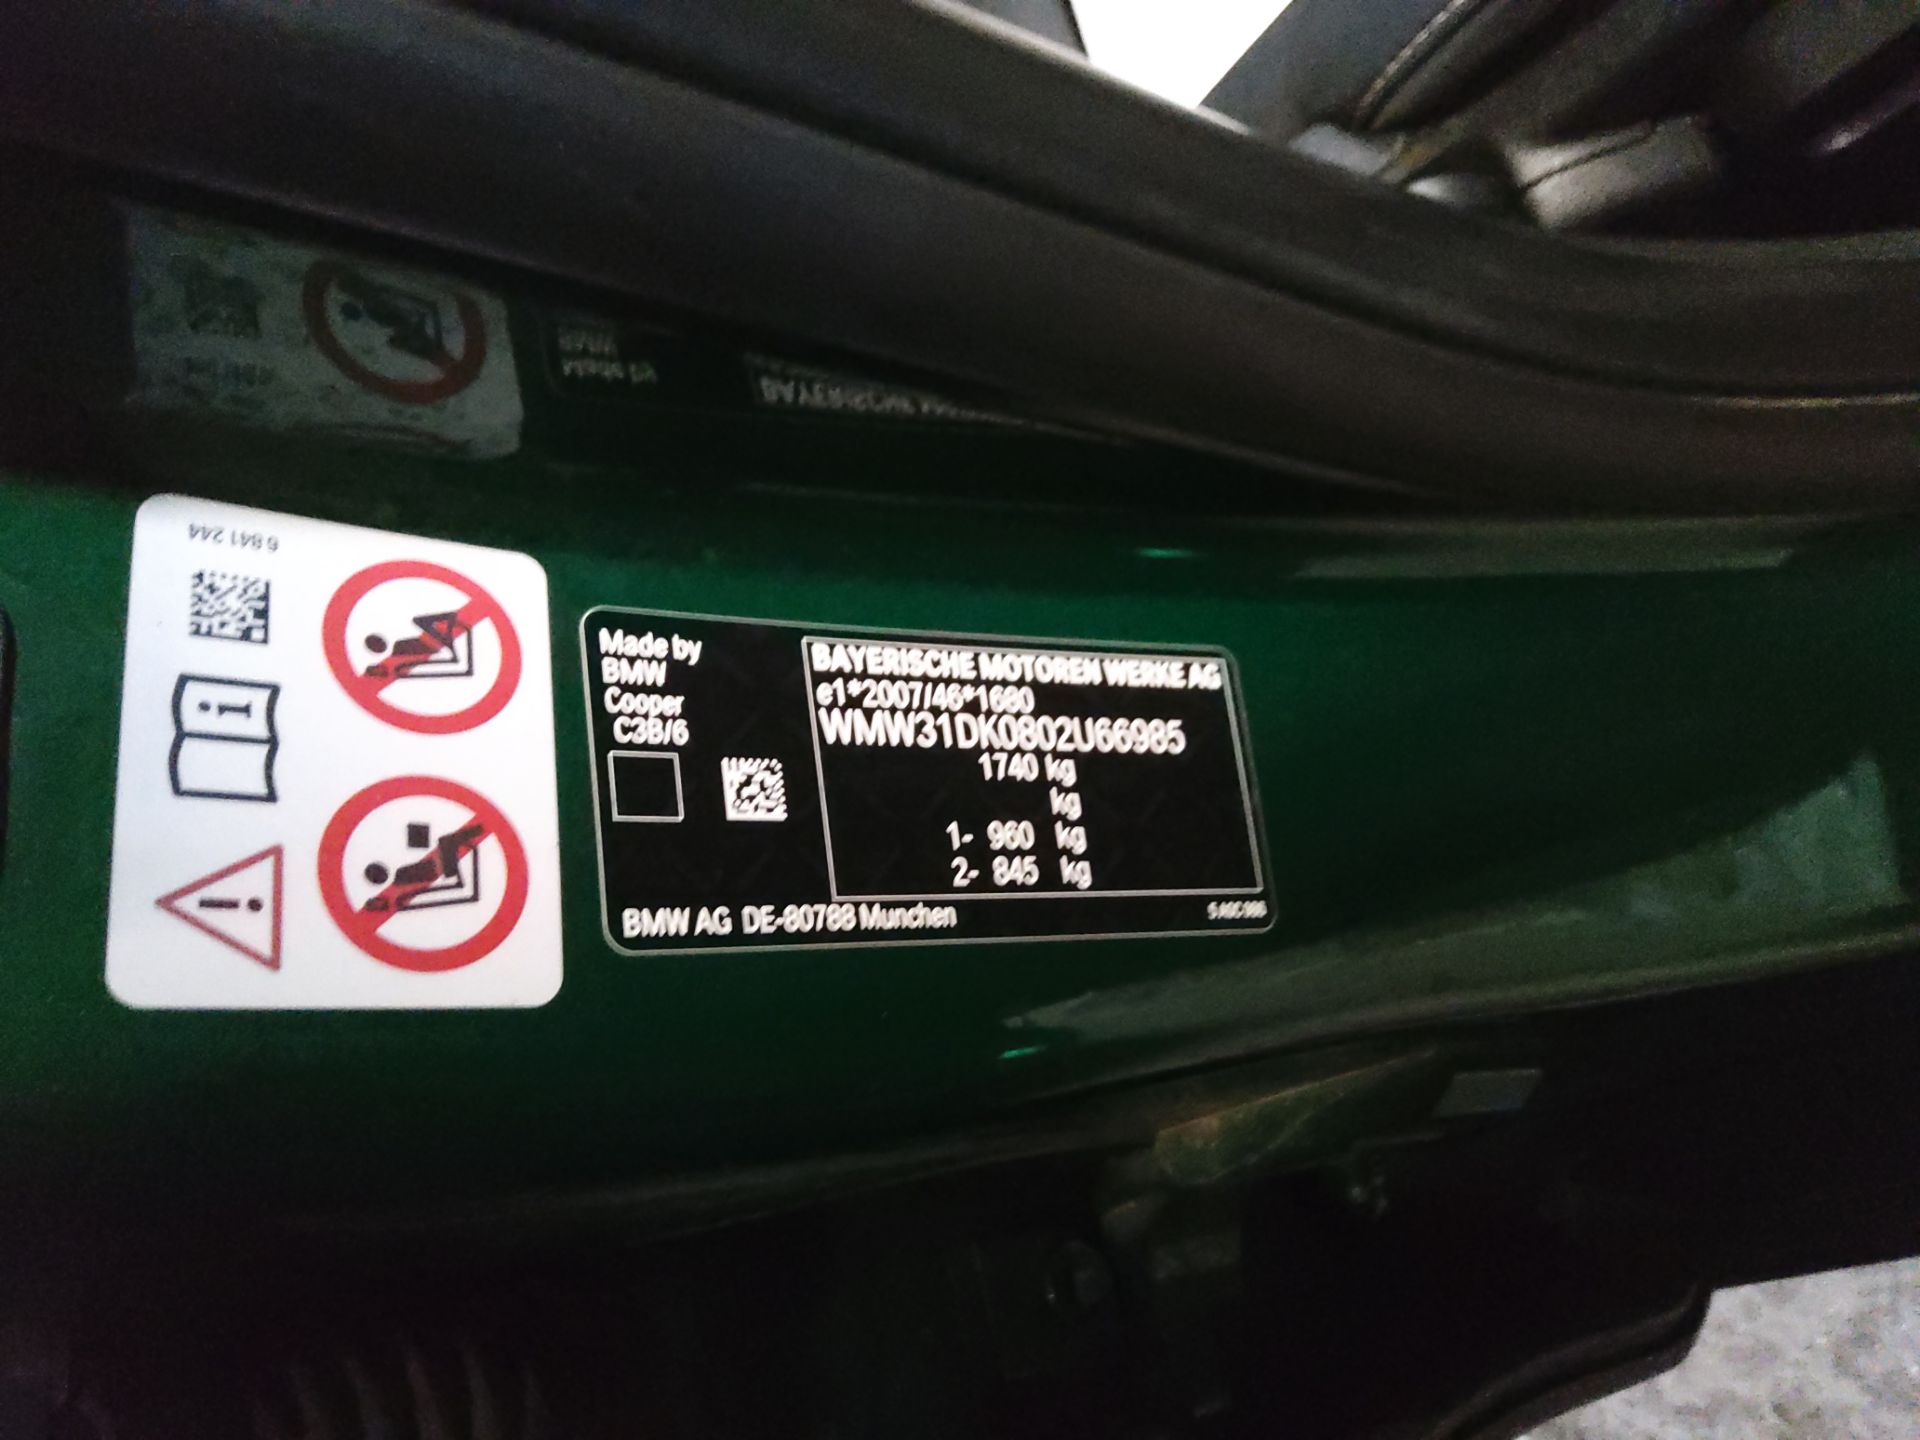 6 841 244
Made by
BMW
Cooper
C3B/6
BAYERISCHE MOTOREN WERKE AG
e1*2007/46*1680
WMW31DK0802U66985
1740 kg
kg
1- 960 kg
2- 845 kg
BMW AG DE-80788 Munchen